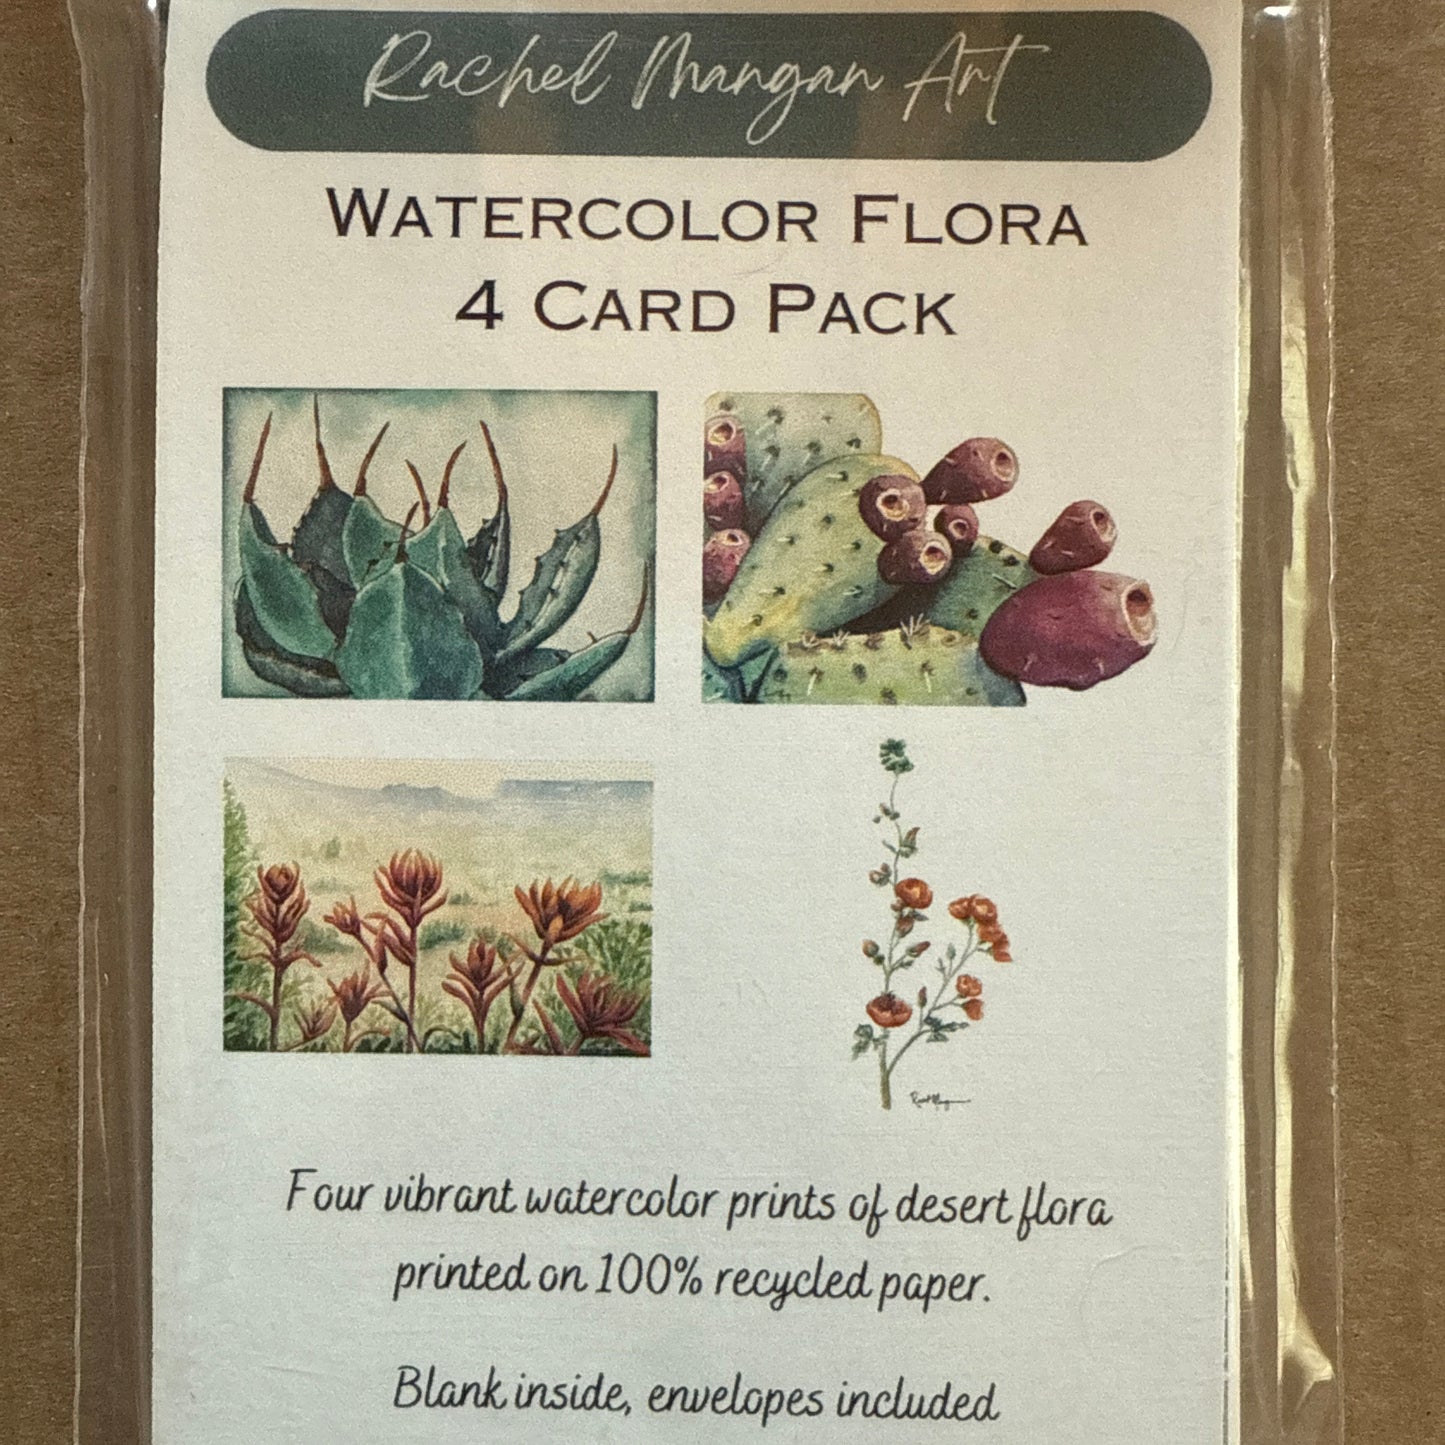 Rachel Mangan Art
WATERCOLOR FLORA
4 CARD PACK
Four vibrant watercolor prints of desert flora
printed on 100% recycled paper.
Blank inside, envelopes included